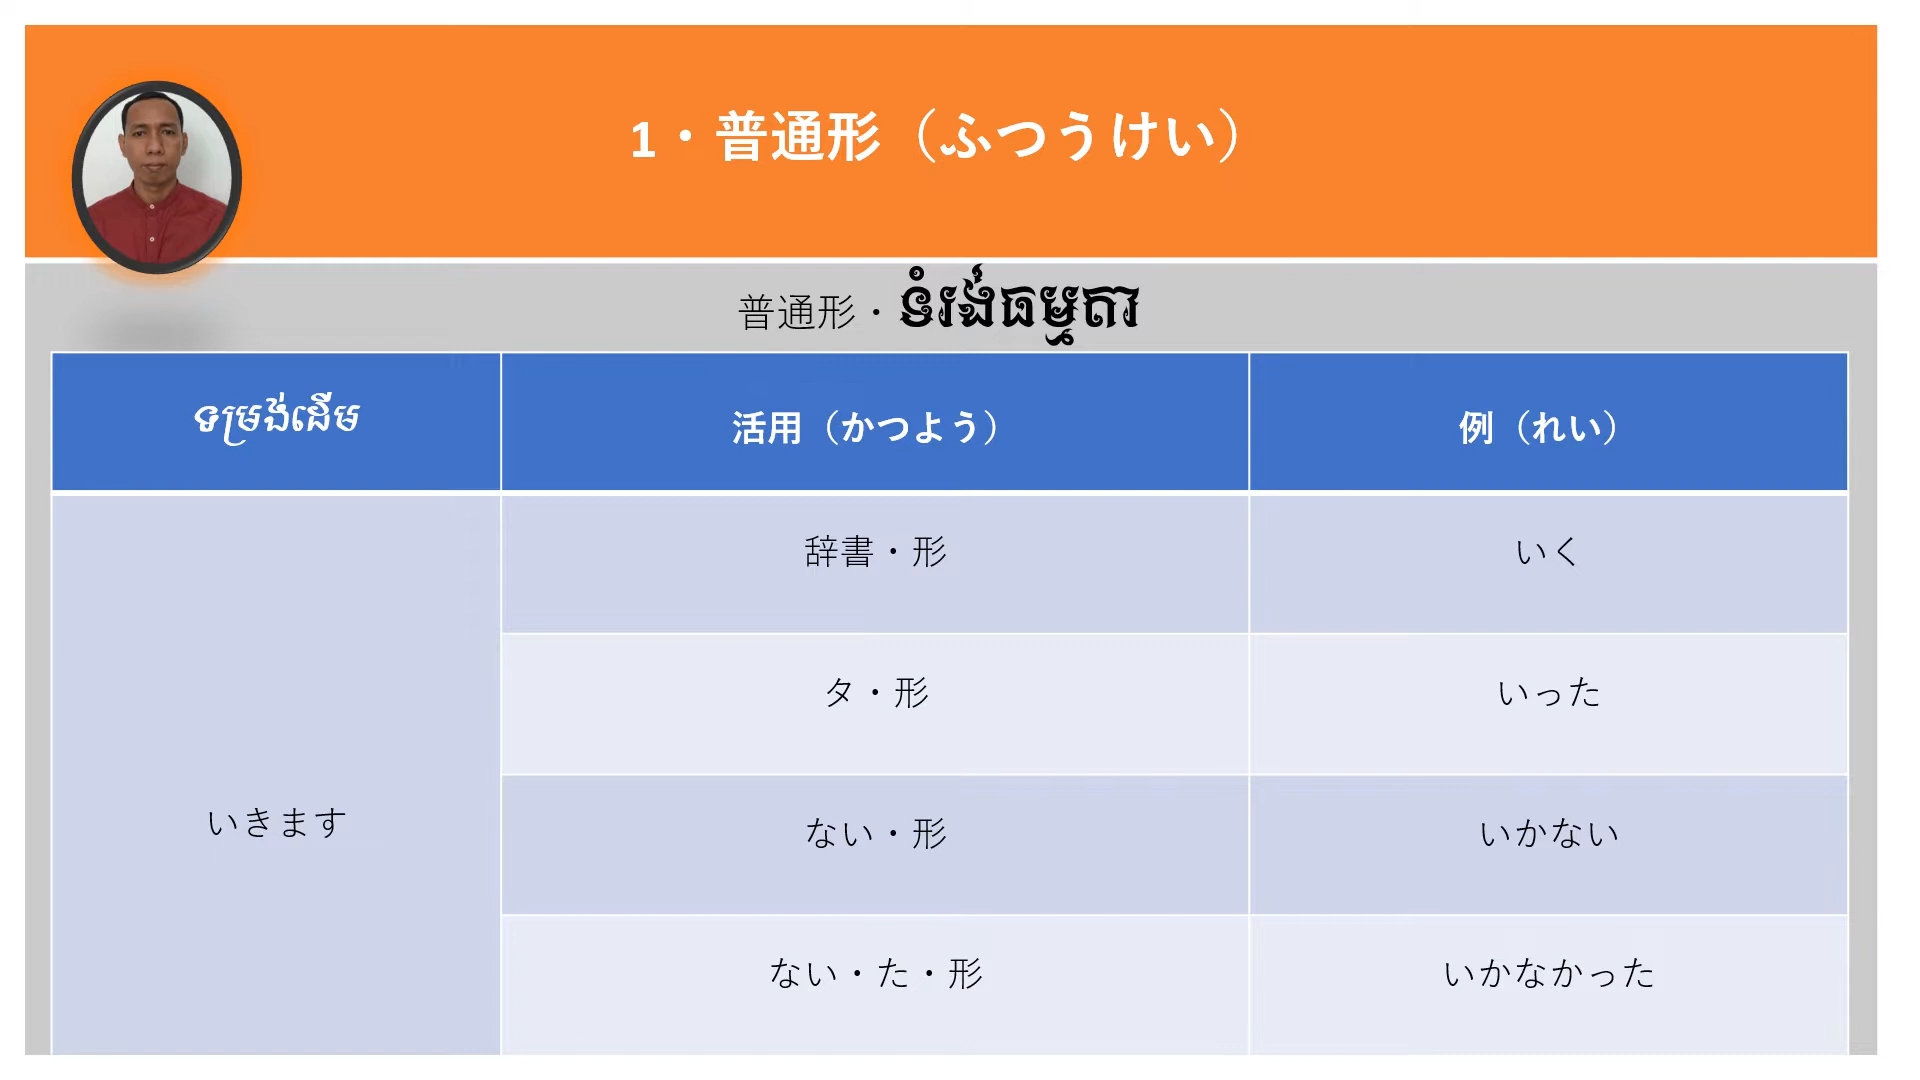 1・普通形（ふつうけい）
普通形・ទំរង់ធម្មតា
ទម្រង់ដើម
活用（かつよう）
例（れい）
辞書・形
いく
タ・形
いった
いきます
ない・形
いかない
ない・た・形
いかなかった